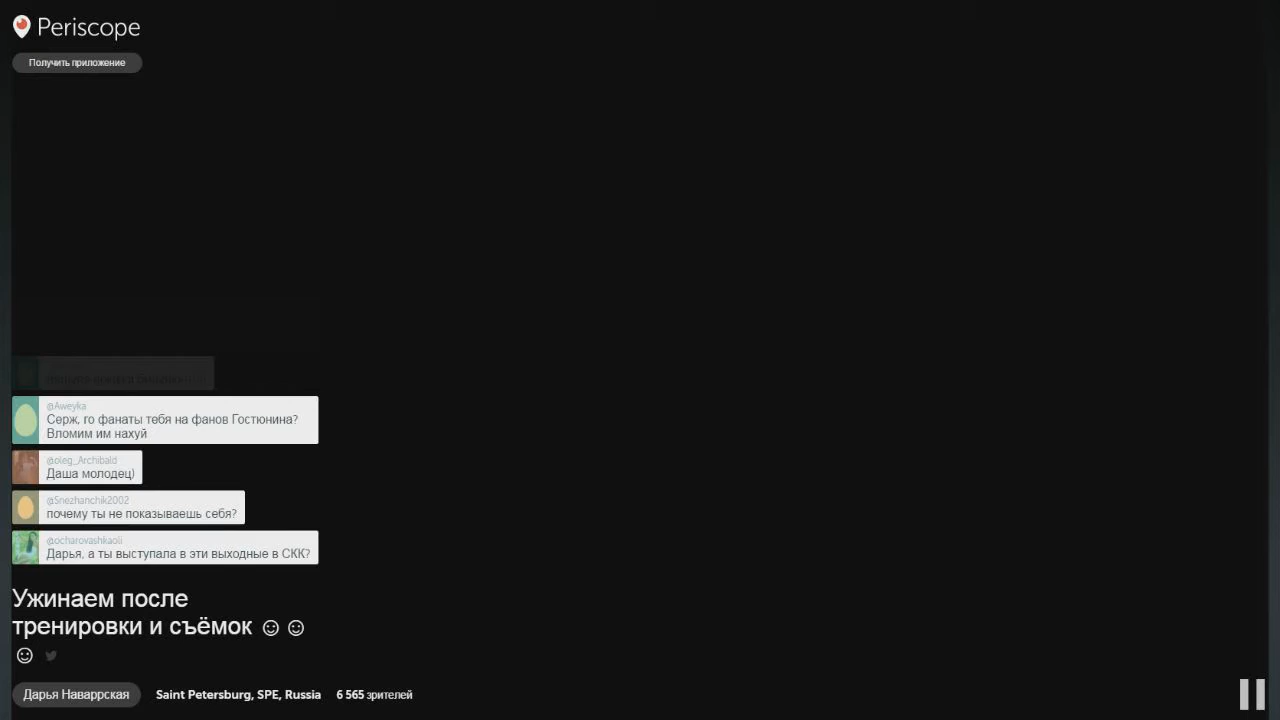 Periscope
Получить приложение
@Aweyka
Серж, го фанаты тебя на фанов Гостюнина?
Вломим им нахуй
@oleg_Archibald
Даша молодец)
@Snezhanchik2002
почему ты не показываешь себя?
@ocharovashkaoli
Дарья, а ты выступала в эти выходные в СКК?
Ужинаем после
тренировки и съёмок ☺☺
☺
Дарья Наваррская Saint Petersburg, SPE, Russia 6 565 зрителей